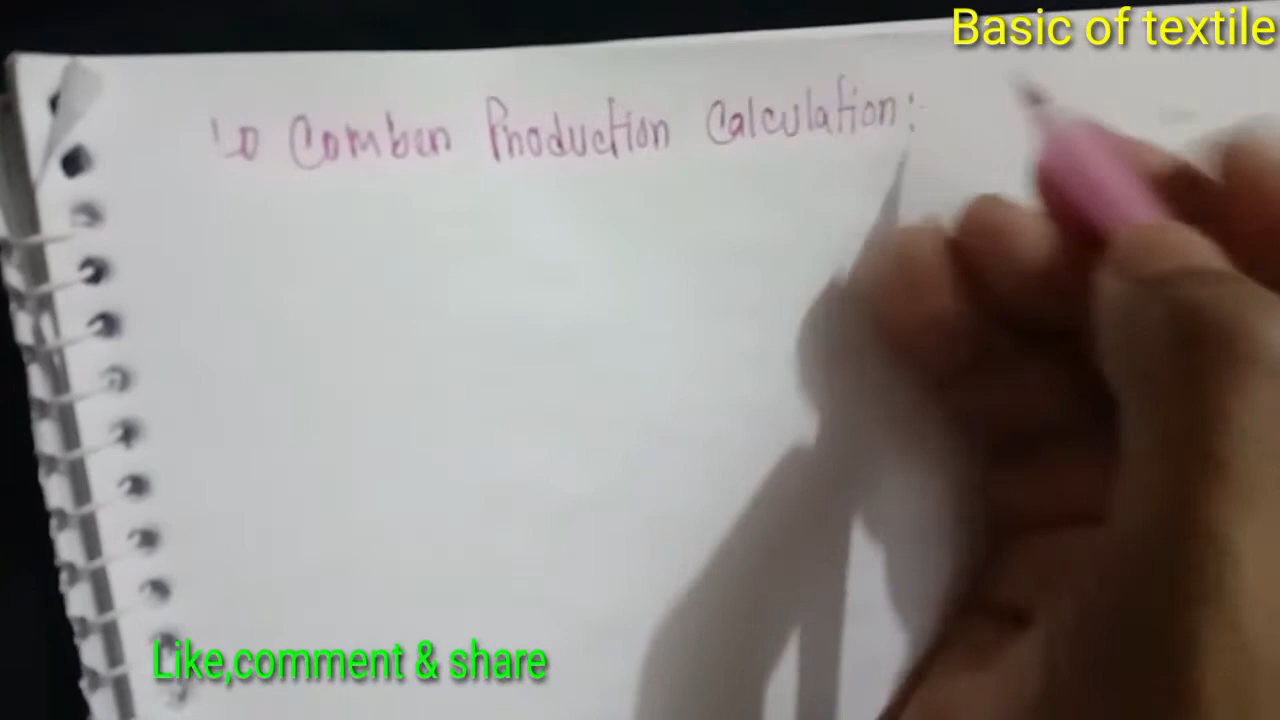 Basic of textile
Comber Production Calculation:
Like,comment & share